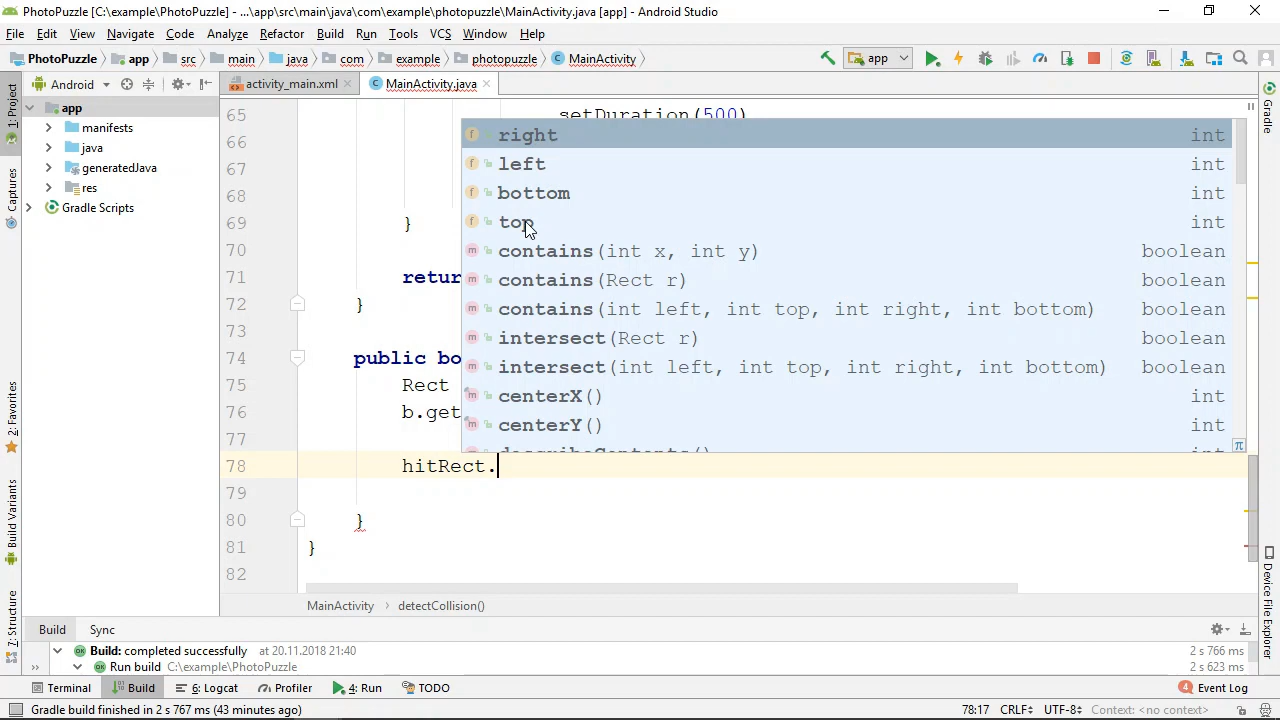 PhotoPuzzle [C:\example\PhotoPuzzle] - ...\app\src\main\java\com\example\photopuzzle\MainActivity.java [app] - Android Studio
File Edit View Navigate Code Analyze Refactor Build Run Tools VCS Window Help
PhotoPuzzle app src main java com example photopuzzle MainActivity app
Android activity_main.xml MainActivity.java
1: Project
Captures
2: Favorites
Build Variants
Z: Structure
Gradle
Device File Explorer
app
manifests
java
generatedJava
res
Gradle Scripts
65 setDuration(500)
66
67
68
69 }
70
71 retur
72 }
73
74 public bo
75 Rect
76 b.get
77
78 hitRect.
79
80 }
81 }
82
right int
left int
bottom int
top int
contains(int x, int y) boolean
contains(Rect r) boolean
contains(int left, int top, int right, int bottom) boolean
intersect(Rect r) boolean
intersect(int left, int top, int right, int bottom) boolean
centerX() int
centerY() int
describeContents() int
π
MainActivity › detectCollision()
Build Sync
Build: completed successfully at 20.11.2018 21:40 2 s 766 ms
Run build C:\example\PhotoPuzzle 2 s 623 ms
Terminal Build 6: Logcat Profiler 4: Run TODO 4 Event Log
Gradle build finished in 2 s 767 ms (43 minutes ago) 78:17 CRLF÷ UTF-8÷ Context: <no context>